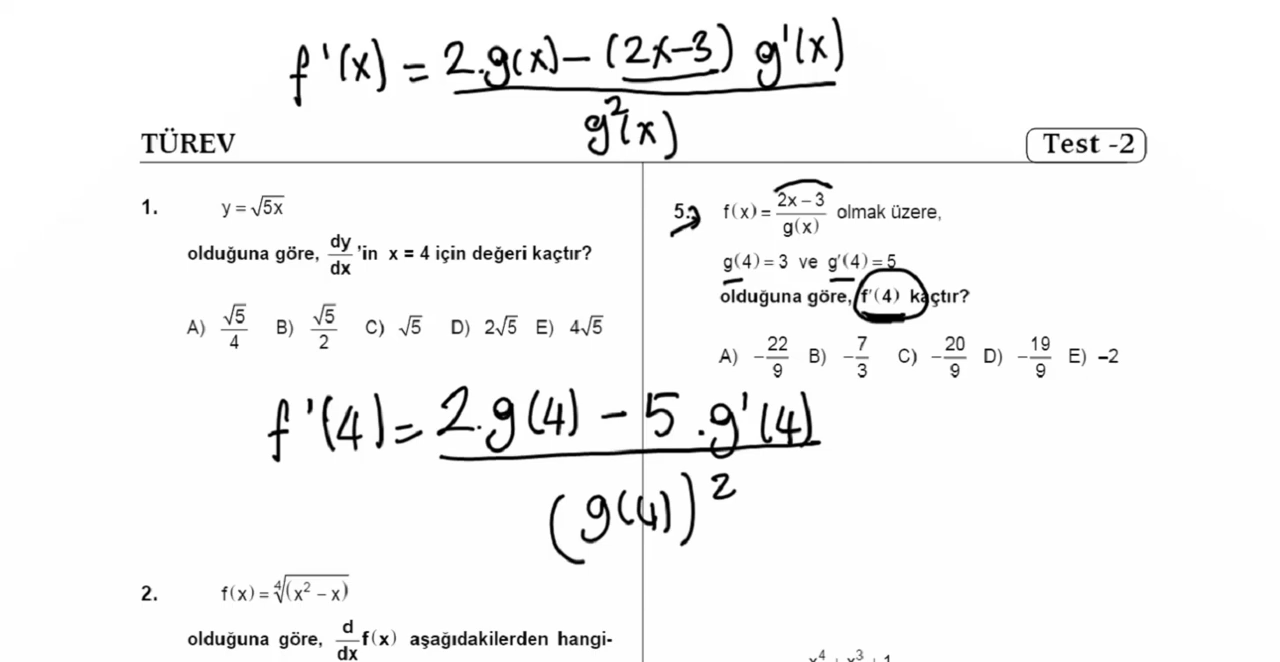 f'(x) = 2.g(x) - (2x-3) g'(x) / g²(x)
TÜREV
Test -2
1. y = √5x
olduğuna göre, dy/dx 'in x = 4 için değeri kaçtır?
A) √5/4 B) √5/2 C) √5 D) 2√5 E) 4√5
5. f(x) = 2x - 3 / g(x) olmak üzere,
g(4) = 3 ve g'(4) = 5
olduğuna göre, f'(4) kaçtır?
A) -22/9 B) -7/3 C) -20/9 D) -19/9 E) -2
f'(4) = 2.g(4) - 5.g'(4) / (g(4))²
2. f(x) = ∜(x² - x)
olduğuna göre, d/dx f(x) aşağıdakilerden hangi-